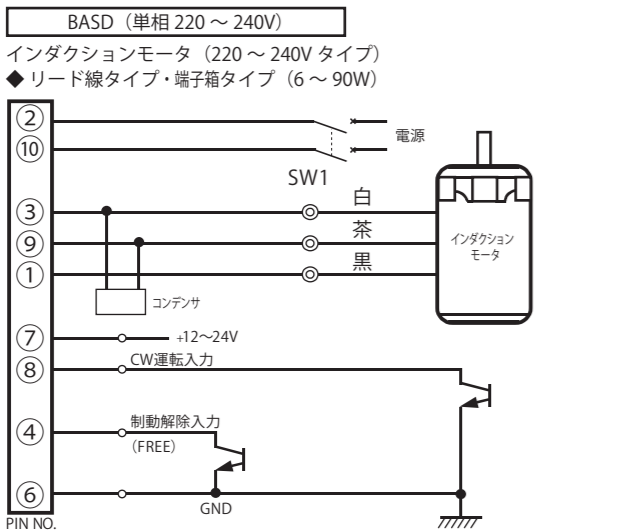 BASD（単相 220 ～ 240V）
インダクションモータ（220 ～ 240V タイプ）
◆ リード線タイプ・端子箱タイプ（6 ～ 90W）
②
電源
⑩
SW1
③
白
⑨
茶
インダクション
モータ
①
黒
コンデンサ
⑦
+12～24V
⑧
CW運転入力
④
制動解除入力
（FREE）
⑥
GND
PIN NO.